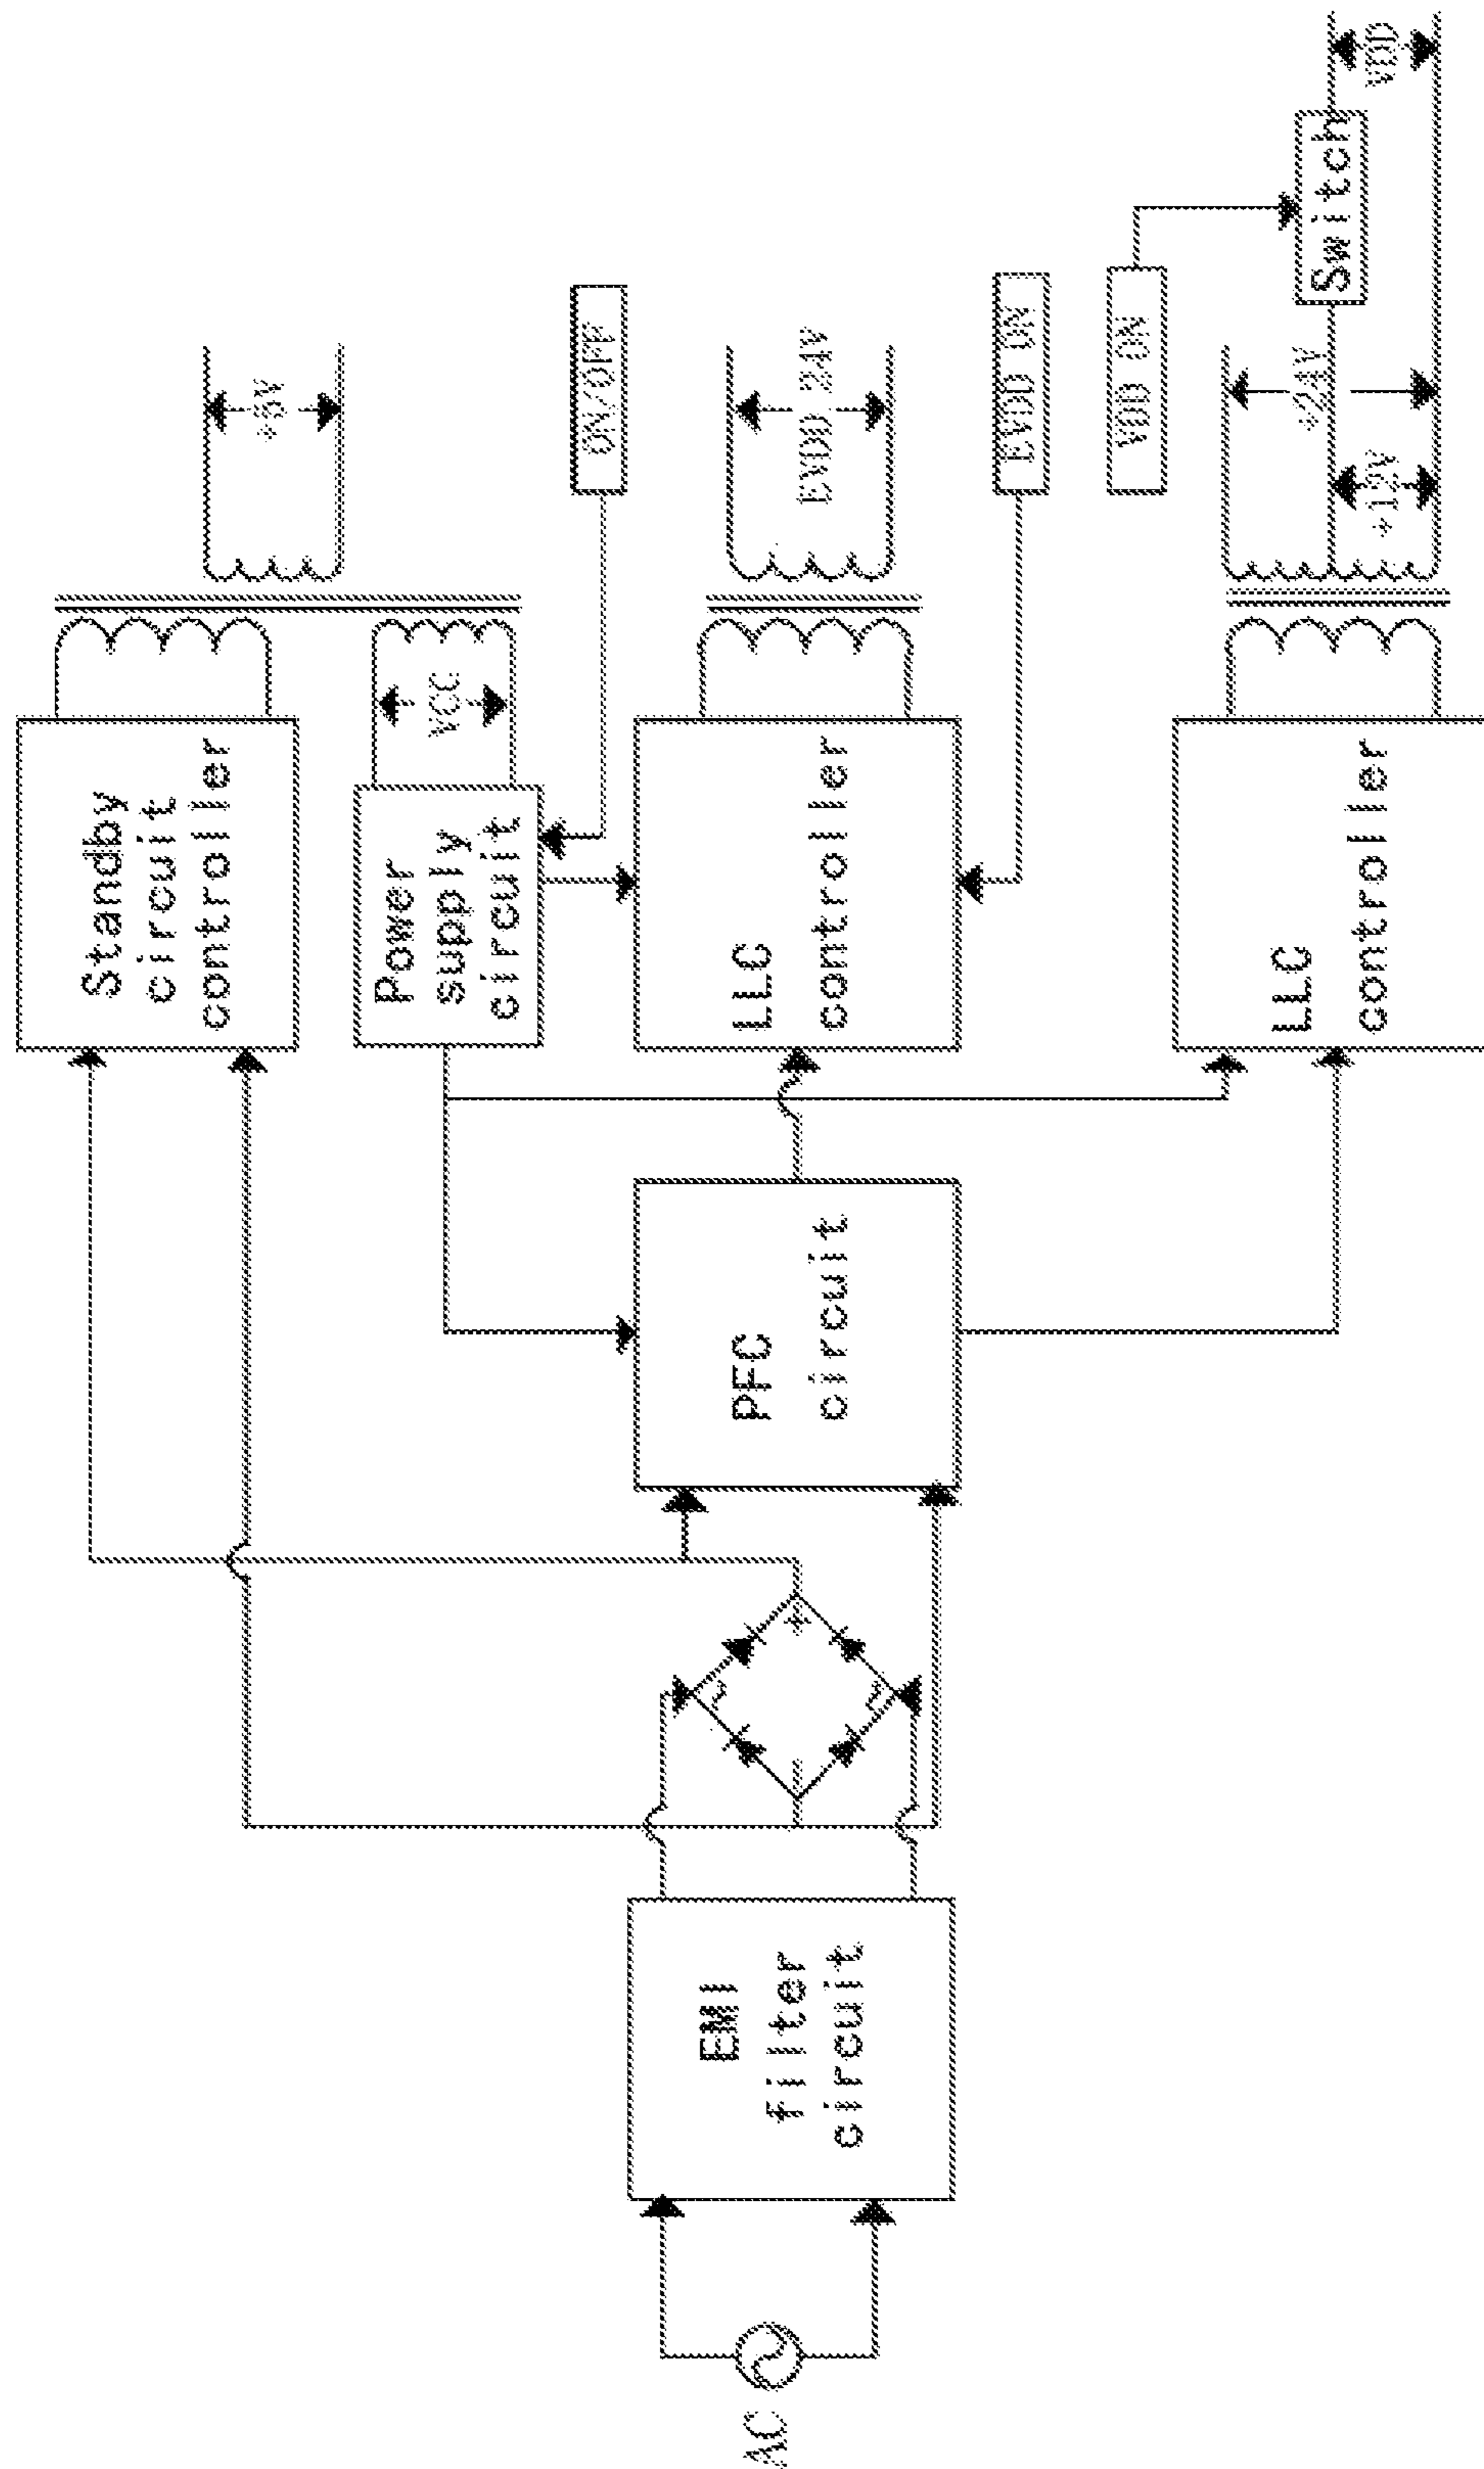 AC
EMI
filter
circuit
PFC
circuit
Standby
circuit
controller
Power
supply
circuit
VCC
LLC
controller
LLC
controller
+5V
ON/OFF
EVDD 24V
EVDD ON
VDD ON
+24V
+12V
Switch
VDD
~
~
+
-